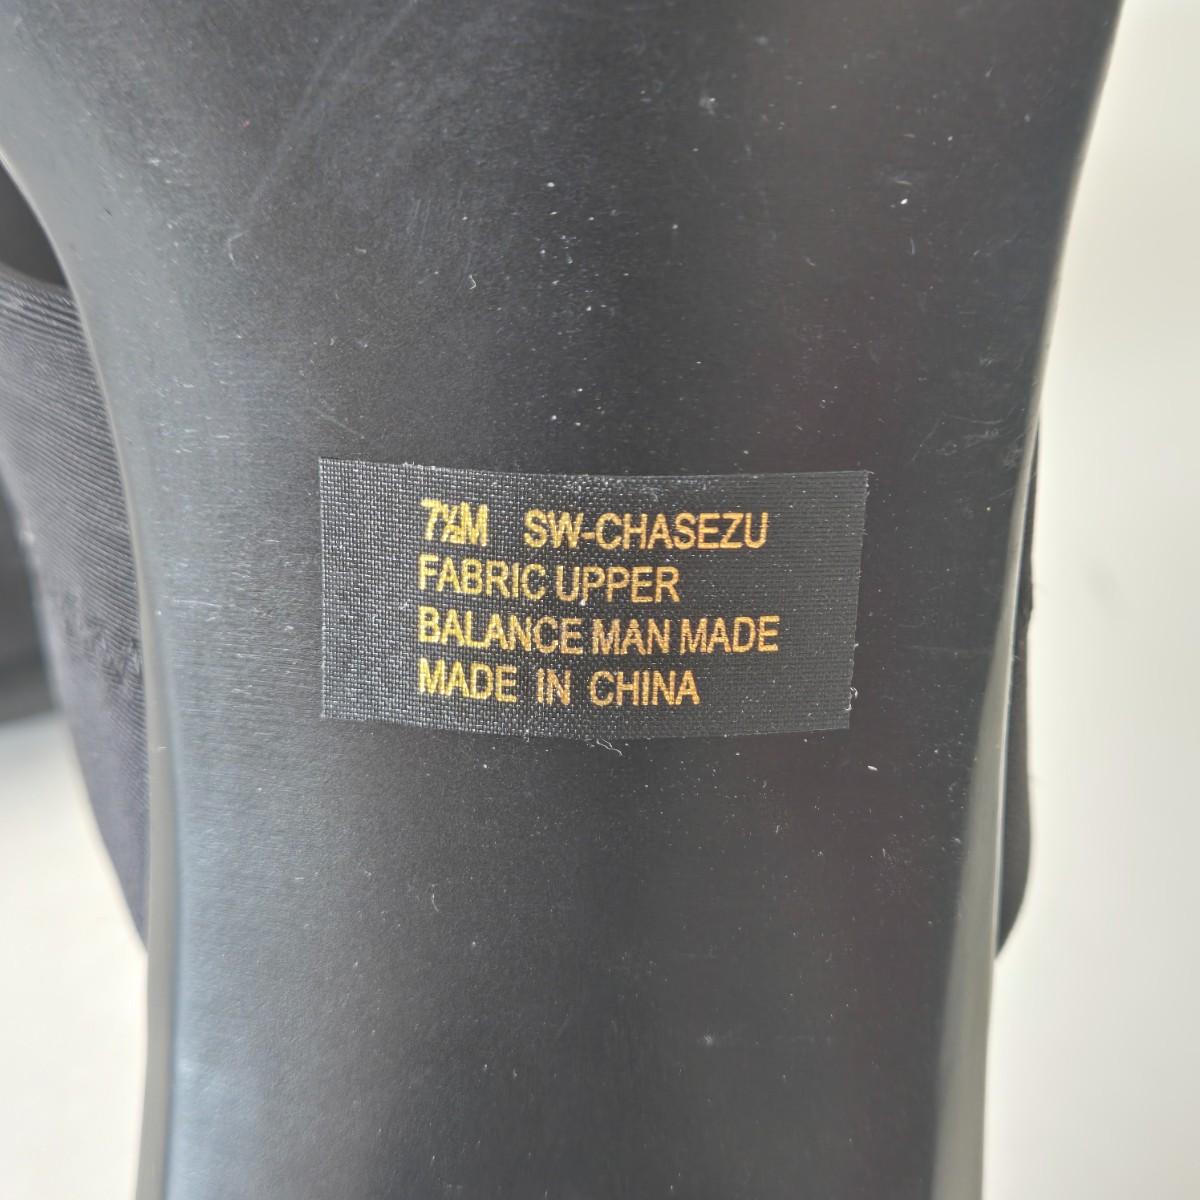 7½M SW-CHASEZU
FABRIC UPPER
BALANCE MAN MADE
MADE IN CHINA